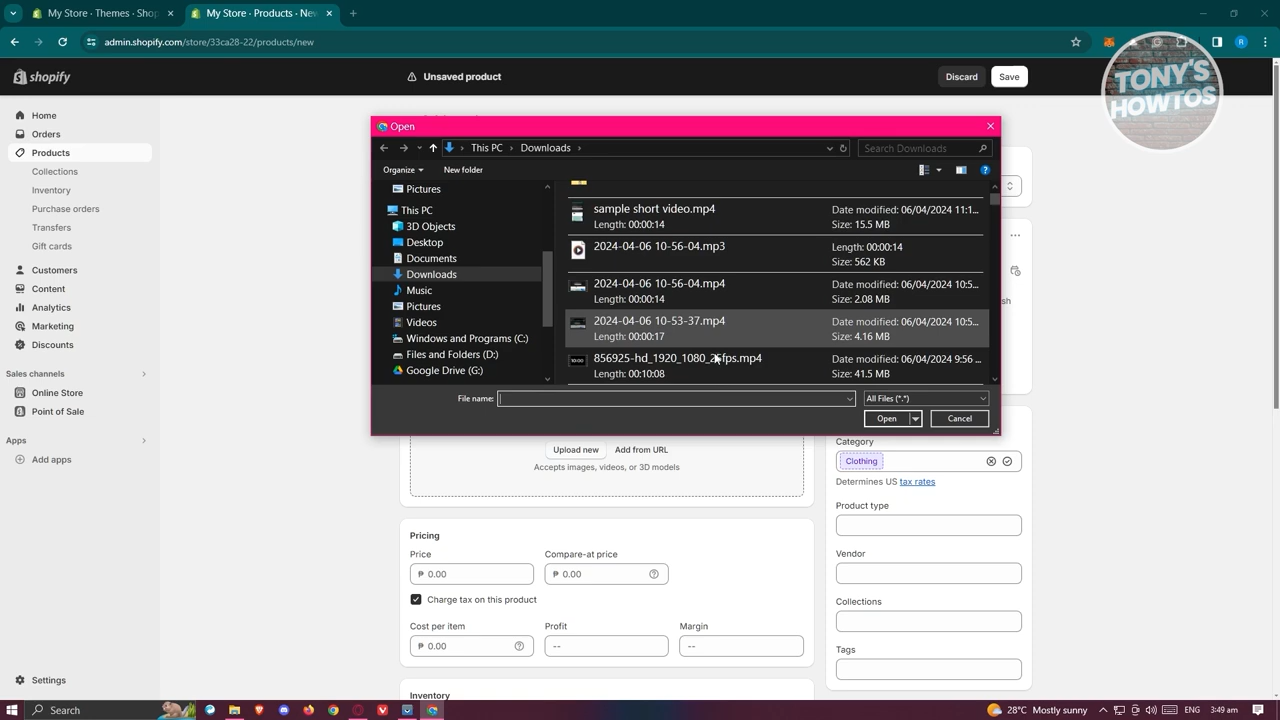 My Store · Themes · Shop
My Store · Products · New
admin.shopify.com/store/33ca28-22/products/new
R
shopify
Unsaved product
Discard
Save
TONY'S
HOWTOS
Home
Orders
Products
Collections
Inventory
Purchase orders
Transfers
Gift cards
Customers
Content
Analytics
Marketing
Discounts
Sales channels
Online Store
Point of Sale
Apps
Add apps
Settings
Open
This PC
Downloads
Search Downloads
Organize
New folder
Pictures
This PC
3D Objects
Desktop
Documents
Downloads
Music
Pictures
Videos
Windows and Programs (C:)
Files and Folders (D:)
Google Drive (G:)
sample short video.mp4
Length: 00:00:14
Date modified: 06/04/2024 11:1...
Size: 15.5 MB
2024-04-06 10-56-04.mp3
Length: 00:00:14
Size: 562 KB
2024-04-06 10-56-04.mp4
Length: 00:00:14
Date modified: 06/04/2024 10:5...
Size: 2.08 MB
2024-04-06 10-53-37.mp4
Length: 00:00:17
Date modified: 06/04/2024 10:5...
Size: 4.16 MB
856925-hd_1920_1080_25fps.mp4
Length: 00:10:08
Date modified: 06/04/2024 9:56 ...
Size: 41.5 MB
File name:
All Files (*.*)
Open
Cancel
Upload new
Add from URL
Accepts images, videos, or 3D models
Pricing
Price
Compare-at price
₱ 0.00
₱ 0.00
Charge tax on this product
Cost per item
Profit
Margin
₱ 0.00
--
--
Inventory
Category
Clothing
Determines US tax rates
Product type
Vendor
Collections
Tags
Search
28°C Mostly sunny
ENG
3:49 am